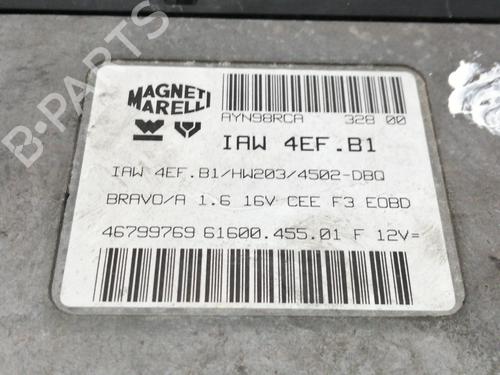 B-PARTS
MAGNETI
MARELLI
AYN98RCA 328 00
IAW 4EF.B1
IAW 4EF.B1/HW203/4502-DBQ
BRAVO/A 1.6 16V CEE F3 EOBD
46799769 61600.455.01 F 12V=